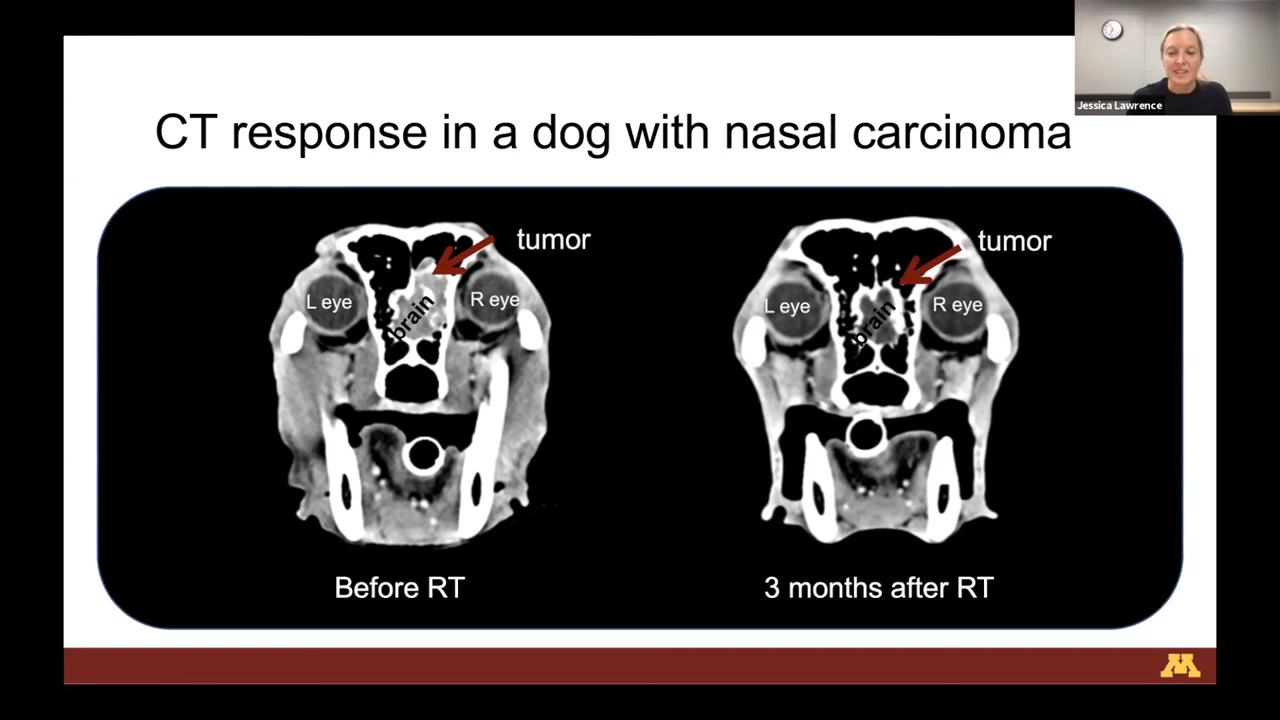 Jessica Lawrence
CT response in a dog with nasal carcinoma
tumor
L eye
R eye
brain
tumor
L eye
R eye
brain
Before RT
3 months after RT
M